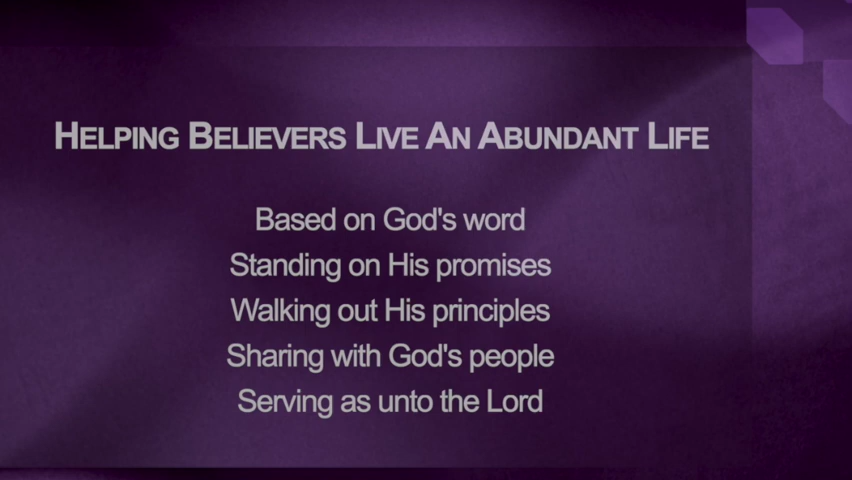 HELPING BELIEVERS LIVE AN ABUNDANT LIFE
Based on God's word
Standing on His promises
Walking out His principles
Sharing with God's people
Serving as unto the Lord